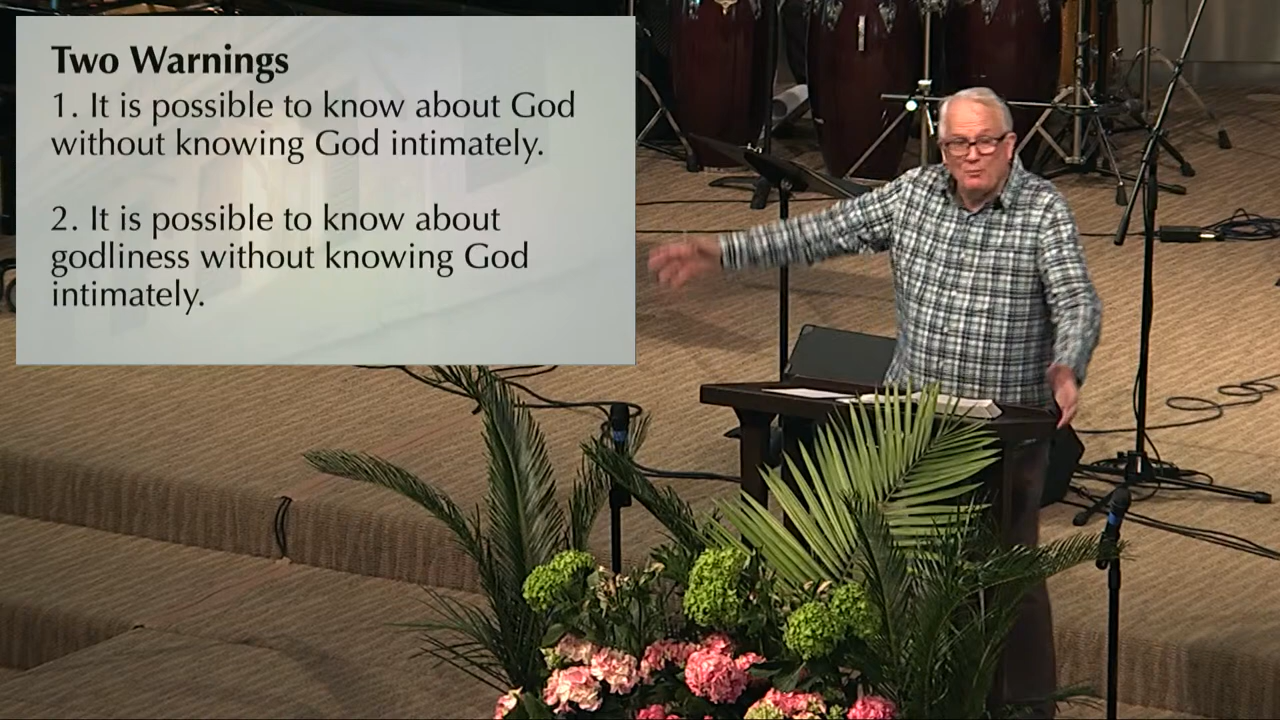 Two Warnings
1. It is possible to know about God
without knowing God intimately.
2. It is possible to know about
godliness without knowing God
intimately.